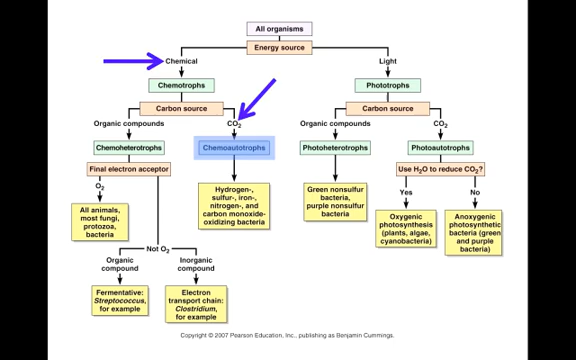 All organisms
Energy source
Chemical
Light
Chemotrophs
Phototrophs
Carbon source
Carbon source
Organic compounds
CO2
Organic compounds
CO2
Chemoheterotrophs
Chemoautotrophs
Photoheterotrophs
Photoautotrophs
Final electron acceptor
Use H2O to reduce CO2?
O2
Yes
No
All animals,
most fungi,
protozoa,
bacteria
Hydrogen-,
sulfur-, iron-,
nitrogen-, and
carbon monoxide-
oxidizing bacteria
Green nonsulfur
bacteria,
purple nonsulfur
bacteria
Oxygenic
photosynthesis
(plants, algae,
cyanobacteria)
Anoxygenic
photosynthetic
bacteria (green
and purple
bacteria)
Not O2
Organic
compound
Inorganic
compound
Fermentative:
Streptococcus,
for example
Electron
transport chain:
Clostridium,
for example
Copyright © 2007 Pearson Education, Inc., publishing as Benjamin Cummings.